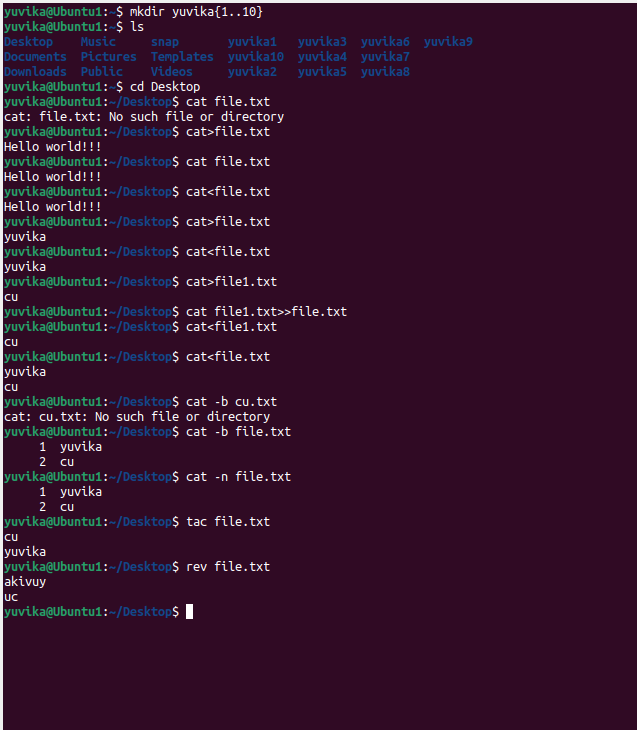 yuvika@Ubuntu1:~$ mkdir yuvika{1..10}
yuvika@Ubuntu1:~$ ls
Desktop    Music     snap       yuvika1   yuvika3  yuvika6  yuvika9
Documents  Pictures  Templates  yuvika10  yuvika4  yuvika7
Downloads  Public    Videos     yuvika2   yuvika5  yuvika8
yuvika@Ubuntu1:~$ cd Desktop
yuvika@Ubuntu1:~/Desktop$ cat file.txt
cat: file.txt: No such file or directory
yuvika@Ubuntu1:~/Desktop$ cat>file.txt
Hello world!!!
yuvika@Ubuntu1:~/Desktop$ cat file.txt
Hello world!!!
yuvika@Ubuntu1:~/Desktop$ cat<file.txt
Hello world!!!
yuvika@Ubuntu1:~/Desktop$ cat>file.txt
yuvika
yuvika@Ubuntu1:~/Desktop$ cat<file.txt
yuvika
yuvika@Ubuntu1:~/Desktop$ cat>file1.txt
cu
yuvika@Ubuntu1:~/Desktop$ cat file1.txt>>file.txt
yuvika@Ubuntu1:~/Desktop$ cat<file1.txt
cu
yuvika@Ubuntu1:~/Desktop$ cat<file.txt
yuvika
cu
yuvika@Ubuntu1:~/Desktop$ cat -b cu.txt
cat: cu.txt: No such file or directory
yuvika@Ubuntu1:~/Desktop$ cat -b file.txt
     1  yuvika
     2  cu
yuvika@Ubuntu1:~/Desktop$ cat -n file.txt
     1  yuvika
     2  cu
yuvika@Ubuntu1:~/Desktop$ tac file.txt
cu
yuvika
yuvika@Ubuntu1:~/Desktop$ rev file.txt
akivuy
uc
yuvika@Ubuntu1:~/Desktop$